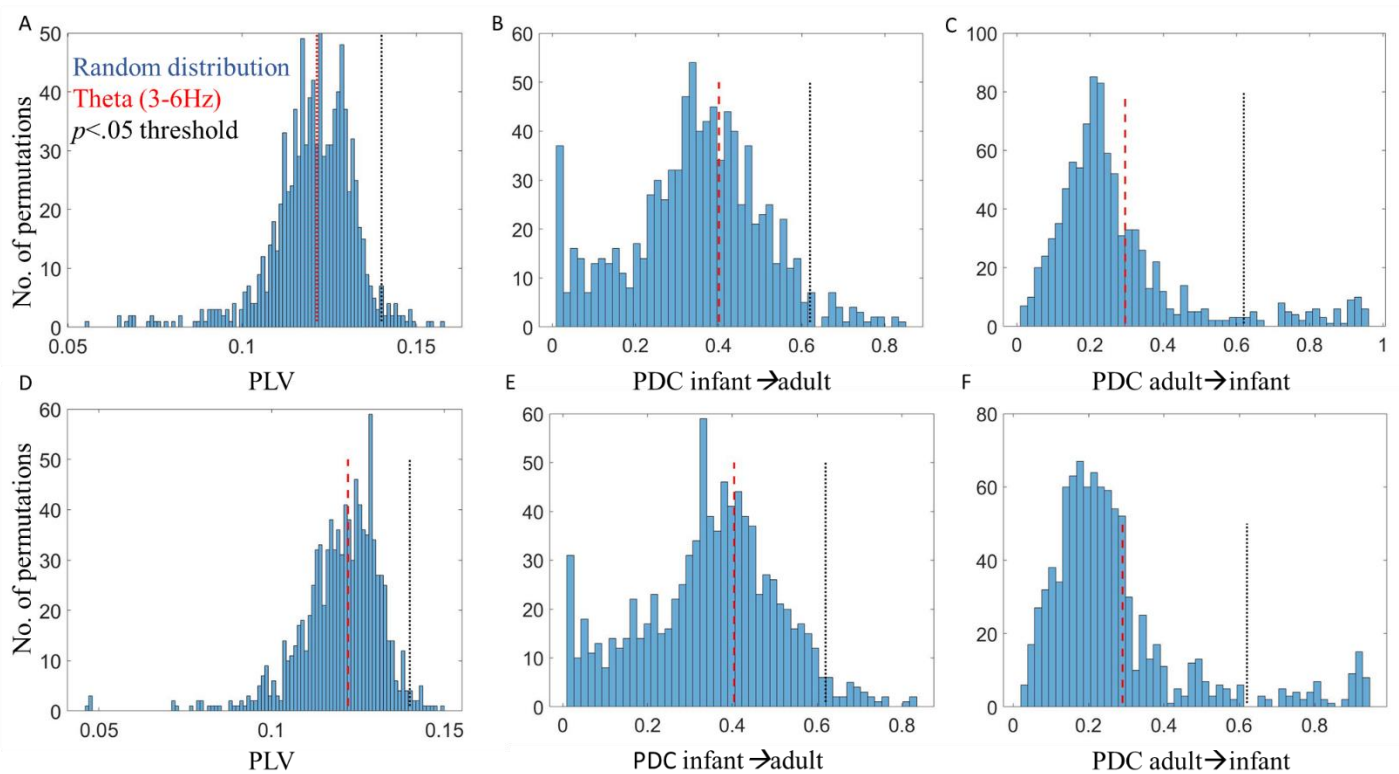 A
No. of permutations
50
40
30
20
10
0
Random distribution
Theta (3-6Hz)
p<.05 threshold
0.05 0.1 0.15
PLV
B
60
50
40
30
20
10
0
0 0.2 0.4 0.6 0.8
PDC infant →adult
C
100
80
60
40
20
0
0 0.2 0.4 0.6 0.8 1
PDC adult→infant
D
No. of permutations
60
50
40
30
20
10
0
0.05 0.1 0.15
PLV
E
60
50
40
30
20
10
0
0 0.2 0.4 0.6 0.8
PDC infant →adult
F
80
60
40
20
0
0 0.2 0.4 0.6 0.8
PDC adult→infant